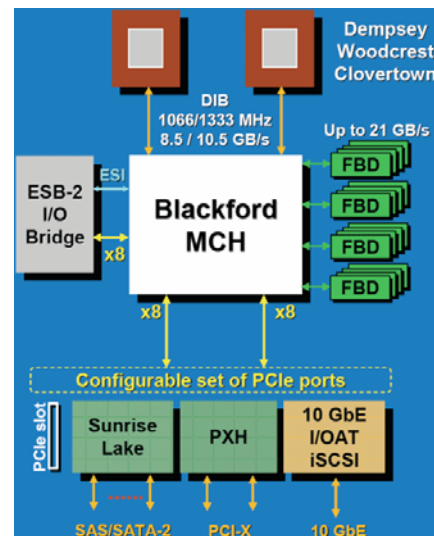 Dempsey
Woodcrest
Clovertown
DIB
1066/1333 MHz
8.5 / 10.5 GB/s
Up to 21 GB/s
ESB-2
I/O
Bridge
ESI
x8
Blackford
MCH
FBD
FBD
FBD
FBD
x8
x8
Configurable set of PCIe ports
PCIe slot
Sunrise
Lake
PXH
10 GbE
I/OAT
iSCSI
SAS/SATA-2
PCI-X
10 GbE